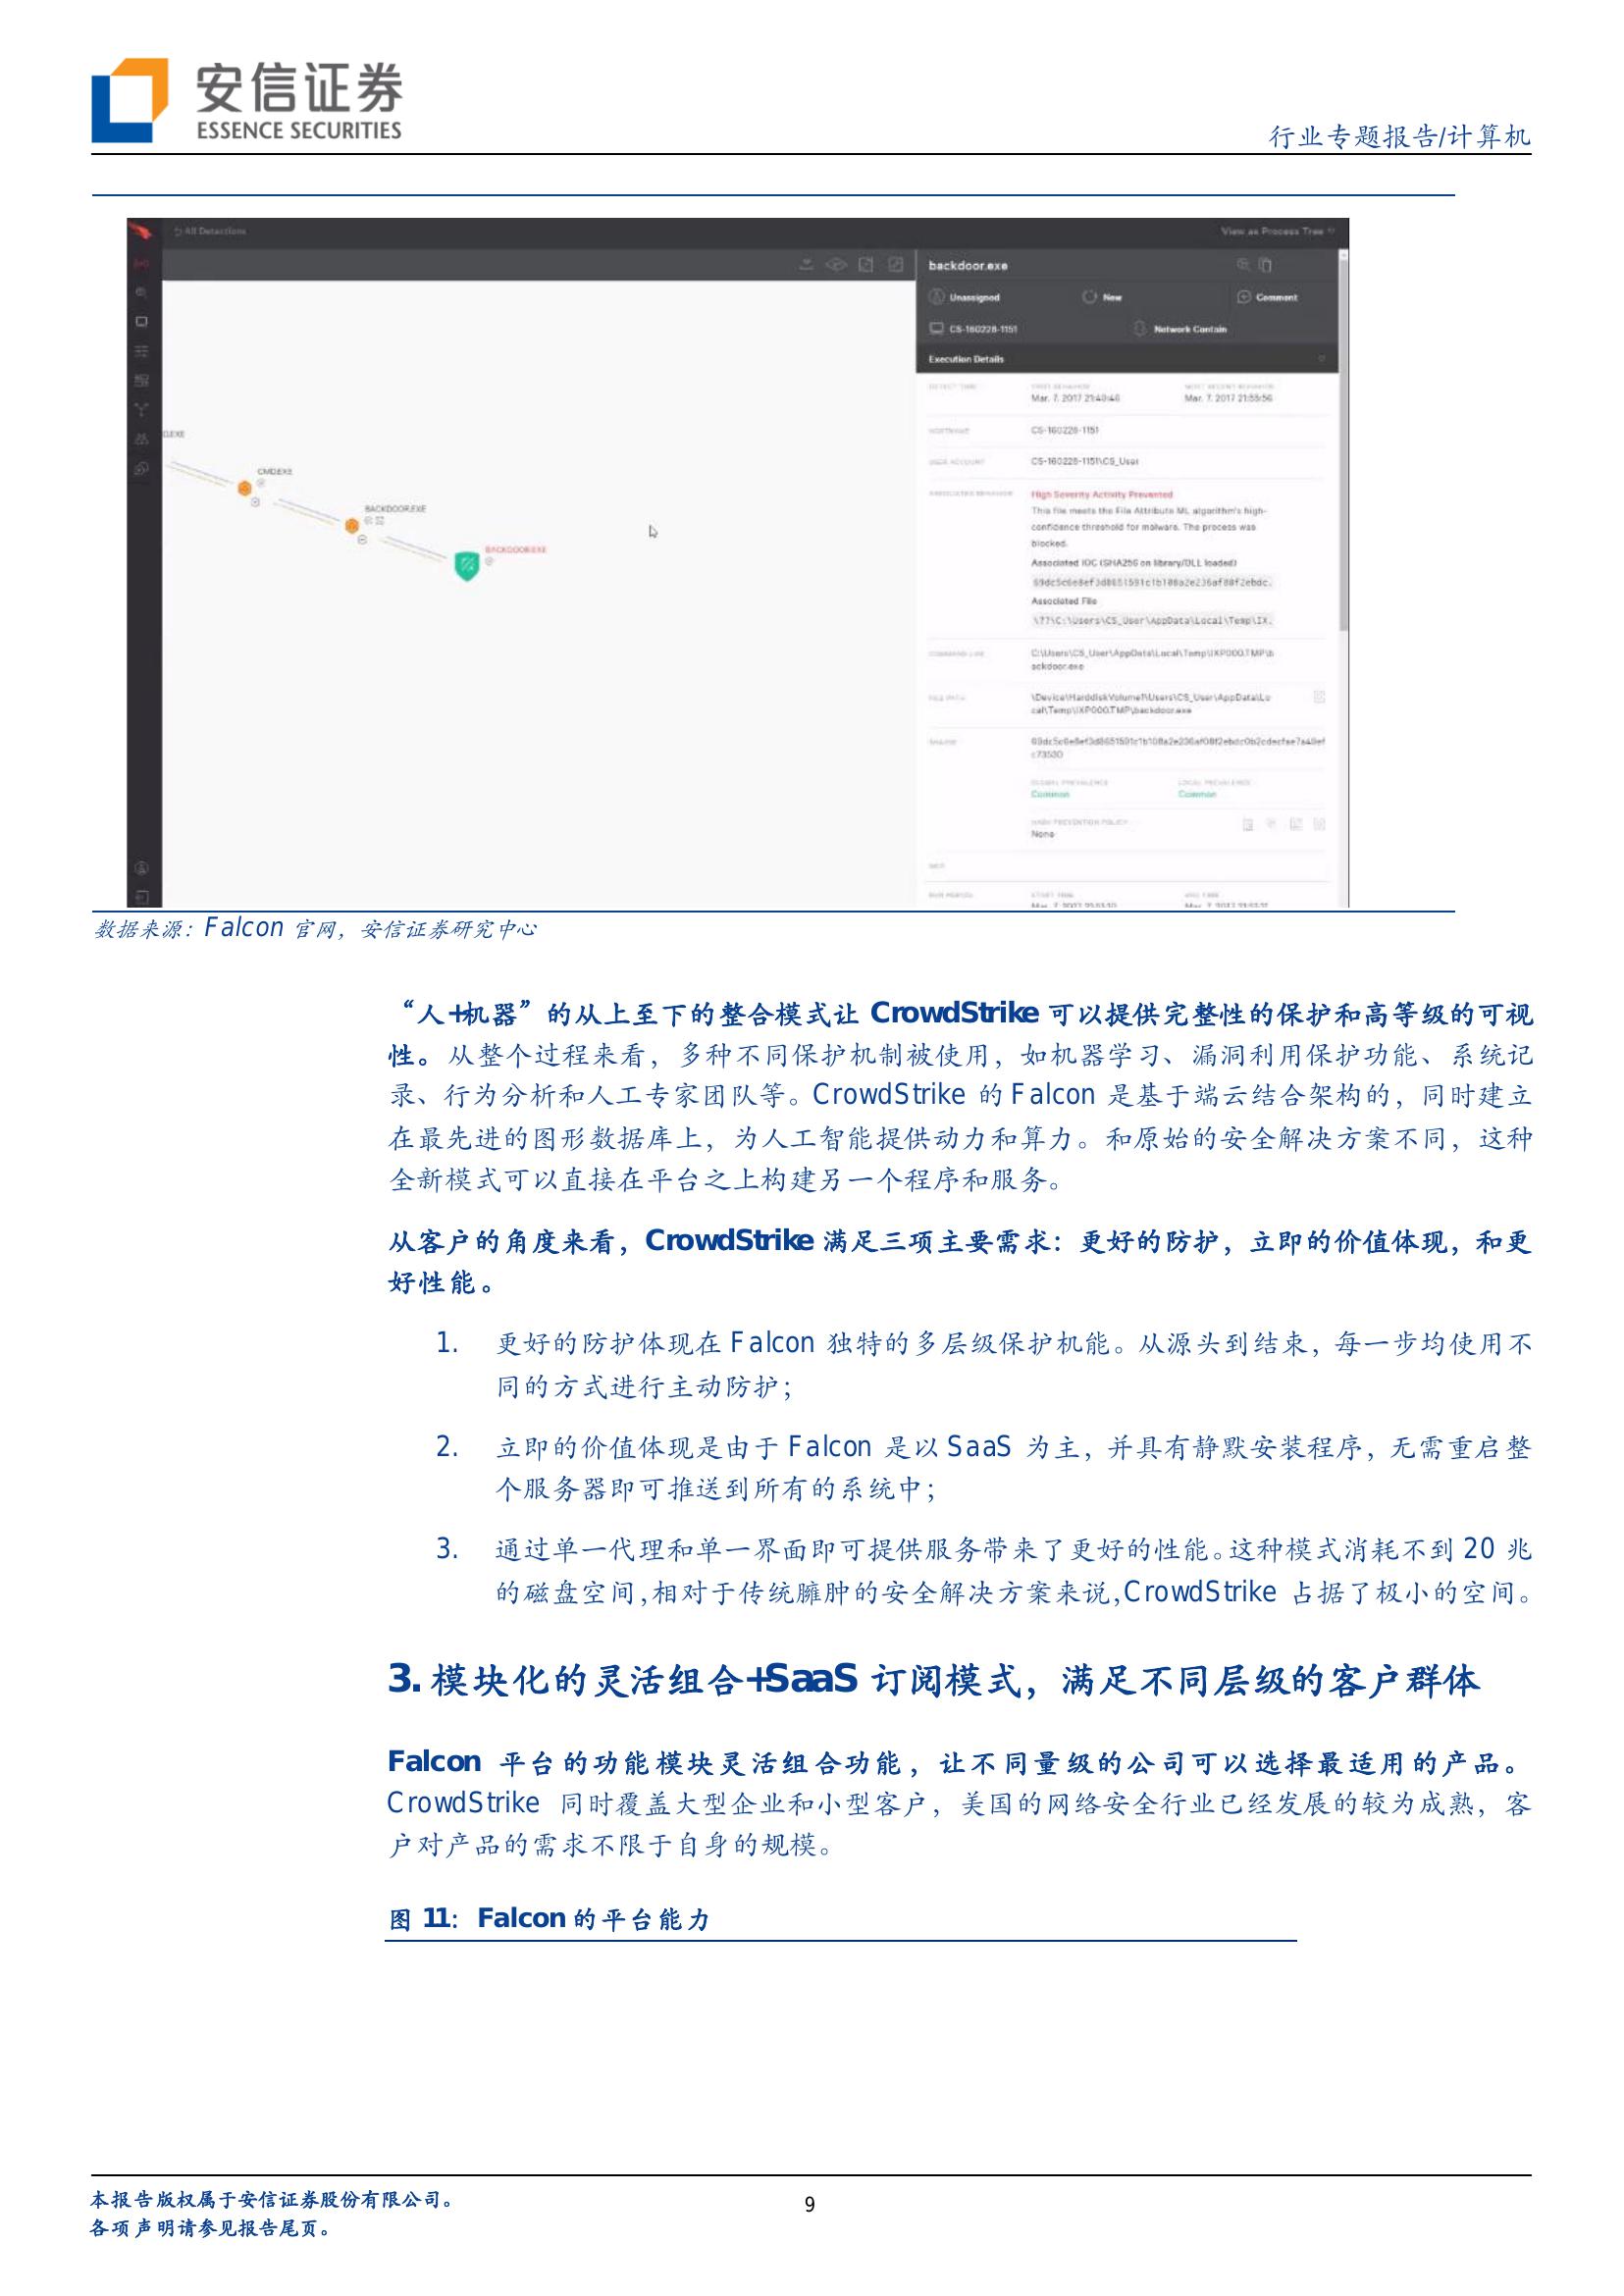 安信证券
ESSENCE SECURITIES
行业专题报告/计算机
All Detections
View as Process Tree
backdoor.exe
Unassigned
New
Comment
CS-160228-1151
Network Contain
Execution Details
DETECT TIME
FIRST BEHAVIOR
MOST RECENT BEHAVIOR
Mar. 7, 2017 21:49:46
Mar. 7, 2017 21:55:56
HOSTNAME
CS-160228-1151
USER ACCOUNT
CS-160228-1151\CS_User
ASSOCIATED BEHAVIOR
High Severity Activity Prevented
This file meets the File Attribute ML algorithm's high-
confidence threshold for malware. The process was
blocked.
Associated IOC (SHA256 on library/DLL loaded)
Associated File
\??\C:\Users\CS_User\AppData\Local\Temp\IX.
COMMAND LINE
C:\Users\CS_User\AppData\Local\Temp\IXP000.TMP\b
ackdoor.exe
FILE PATH
\Device\HarddiskVolume1\Users\CS_User\AppData\Lo
cal\Temp\IXP000.TMP\backdoor.exe
GLOBAL PREVALENCE
LOCAL PREVALENCE
Common
Common
HASH PREVENTION POLICY
None
START TIME
END TIME
CMD.EXE
BACKDOOR.EXE
BACKDOOR.EXE
数据来源：Falcon 官网，安信证券研究中心
“人+机器”的从上至下的整合模式让 CrowdStrike 可以提供完整性的保护和高等级的可视
性。从整个过程来看，多种不同保护机制被使用，如机器学习、漏洞利用保护功能、系统记
录、行为分析和人工专家团队等。CrowdStrike 的 Falcon 是基于端云结合架构的，同时建立
在最先进的图形数据库上，为人工智能提供动力和算力。和原始的安全解决方案不同，这种
全新模式可以直接在平台之上构建另一个程序和服务。
从客户的角度来看，CrowdStrike 满足三项主要需求：更好的防护，立即的价值体现，和更
好性能。
1. 更好的防护体现在 Falcon 独特的多层级保护机能。从源头到结束，每一步均使用不
同的方式进行主动防护；
2. 立即的价值体现是由于 Falcon 是以 SaaS 为主，并具有静默安装程序，无需重启整
个服务器即可推送到所有的系统中；
3. 通过单一代理和单一界面即可提供服务带来了更好的性能。这种模式消耗不到 20 兆
的磁盘空间，相对于传统臃肿的安全解决方案来说，CrowdStrike 占据了极小的空间。
3. 模块化的灵活组合+SaaS 订阅模式，满足不同层级的客户群体
Falcon 平台的功能模块灵活组合功能，让不同量级的公司可以选择最适用的产品。
CrowdStrike 同时覆盖大型企业和小型客户，美国的网络安全行业已经发展的较为成熟，客
户对产品的需求不限于自身的规模。
图 11：Falcon 的平台能力
本报告版权属于安信证券股份有限公司。
各项声明请参见报告尾页。
9